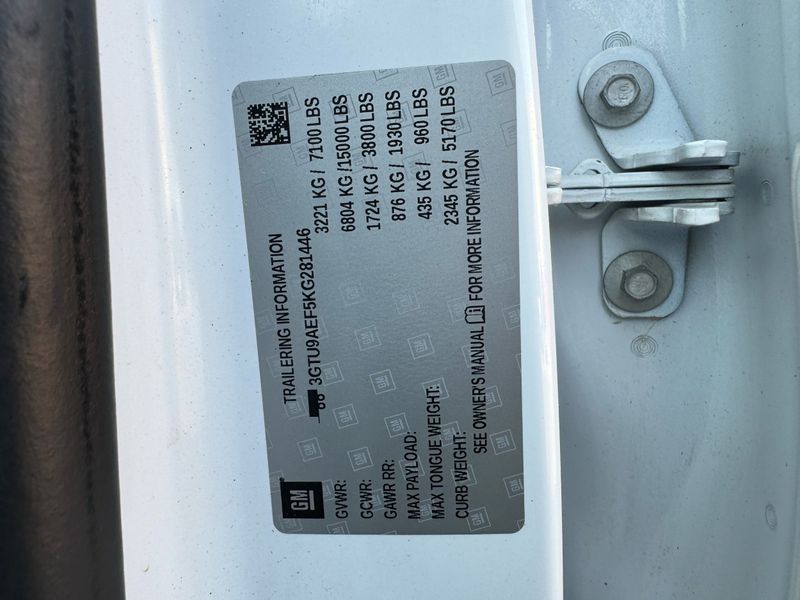 TRAILERING INFORMATION
3GTU9AEF5KG281446
GM
GVWR: 3221 KG / 7100 LBS
GCWR: 6804 KG /15000 LBS
GAWR RR: 1724 KG / 3800 LBS
MAX PAYLOAD: 876 KG / 1930 LBS
MAX TONGUE WEIGHT: 435 KG / 960 LBS
CURB WEIGHT: 2345 KG / 5170 LBS
SEE OWNER'S MANUAL FOR MORE INFORMATION